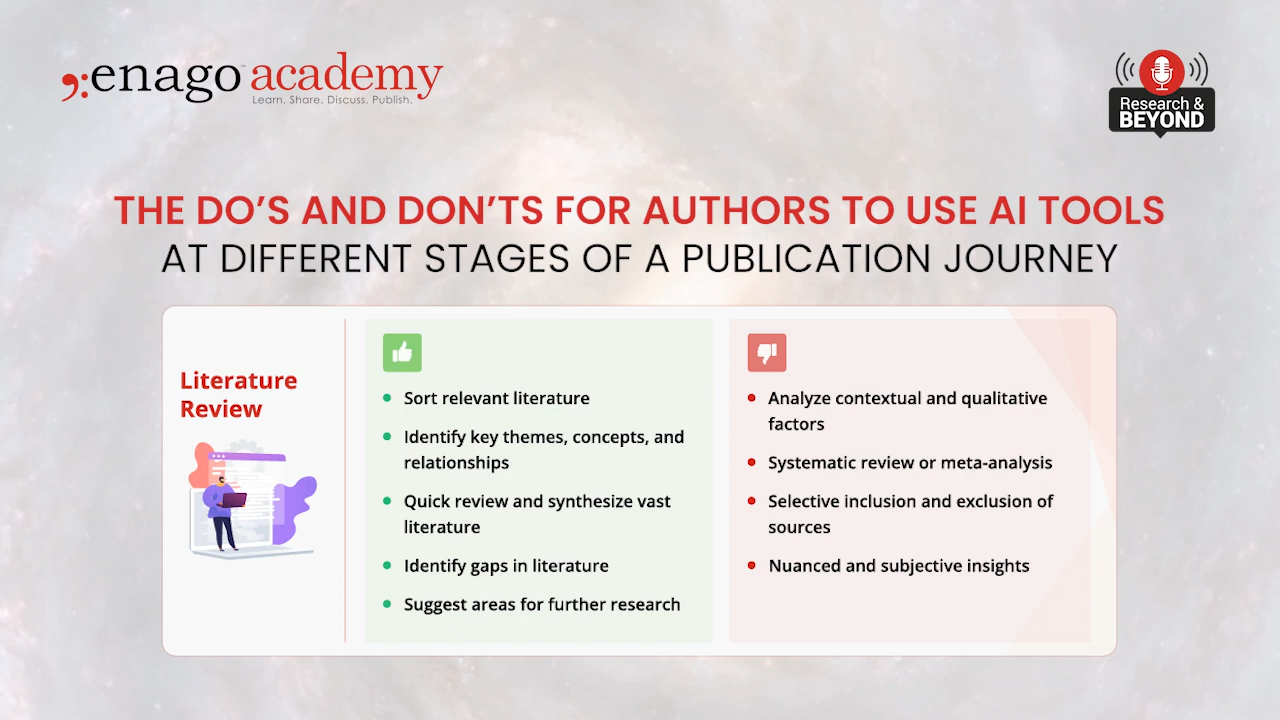 enago academy
Learn. Share. Discuss. Publish.
Research &
BEYOND
THE DO'S AND DON'TS FOR AUTHORS TO USE AI TOOLS
AT DIFFERENT STAGES OF A PUBLICATION JOURNEY
Literature
Review
Sort relevant literature
Identify key themes, concepts, and
relationships
Quick review and synthesize vast
literature
Identify gaps in literature
Suggest areas for further research
Analyze contextual and qualitative
factors
Systematic review or meta-analysis
Selective inclusion and exclusion of
sources
Nuanced and subjective insights